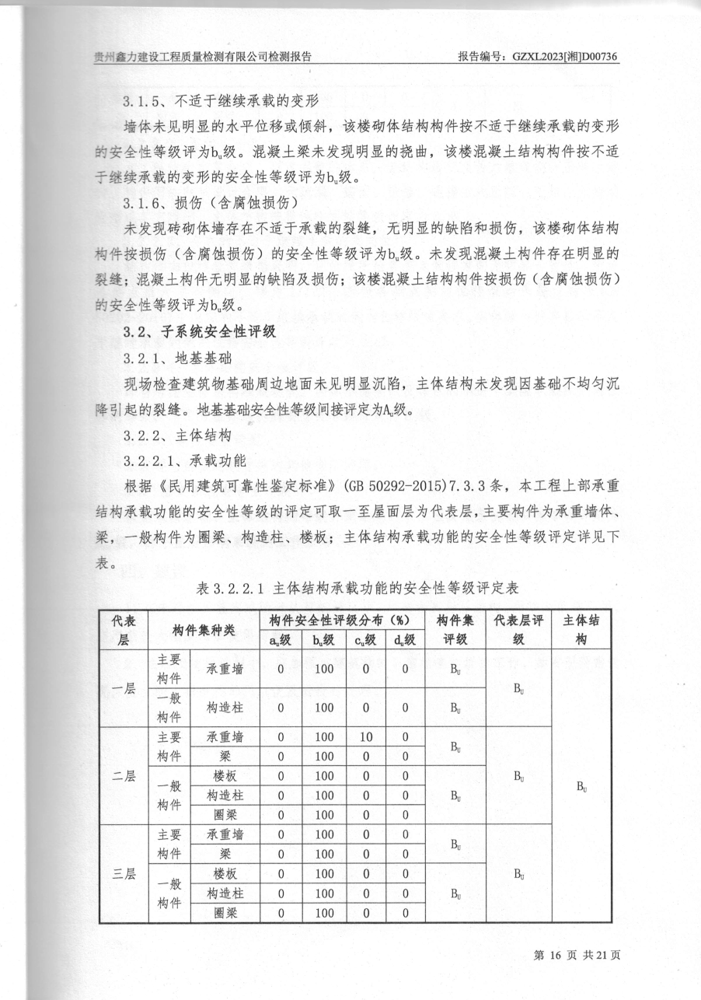 贵州鑫力建设工程质量检测有限公司检测报告 报告编号：GZXL2023[湘]D00736
3.1.5、不适于继续承载的变形
墙体未见明显的水平位移或倾斜，该楼砌体结构构件按不适于继续承载的变形
的安全性等级评为bu级。混凝土梁未发现明显的挠曲，该楼混凝土结构构件按不适
于继续承载的变形的安全性等级评为bu级。
3.1.6、损伤（含腐蚀损伤）
未发现砖砌体墙存在不适于承载的裂缝，无明显的缺陷和损伤，该楼砌体结构
构件按损伤（含腐蚀损伤）的安全性等级评为bu级。未发现混凝土构件存在明显的
裂缝；混凝土构件无明显的缺陷及损伤；该楼混凝土结构构件按损伤（含腐蚀损伤）
的安全性等级评为bu级。
3.2、子系统安全性评级
3.2.1、地基基础
现场检查建筑物基础周边地面未见明显沉陷，主体结构未发现因基础不均匀沉
降引起的裂缝。地基基础安全性等级间接评定为Au级。
3.2.2、主体结构
3.2.2.1、承载功能
根据《民用建筑可靠性鉴定标准》(GB 50292-2015)7.3.3 条，本工程上部承重
结构承载功能的安全性等级的评定可取一至屋面层为代表层，主要构件为承重墙体、
梁，一般构件为圈梁、构造柱、楼板；主体结构承载功能的安全性等级评定详见下
表。
表 3.2.2.1 主体结构承载功能的安全性等级评定表
代表层 构件集种类 构件安全性评级分布（%） 构件集评级 代表层评级 主体结构
au级 bu级 cu级 du级
一层 主要构件 承重墙 0 100 0 0 BU BU BU
一般构件 构造柱 0 100 0 0 BU
二层 主要构件 承重墙 0 100 10 0 BU BU
梁 0 100 0 0
一般构件 楼板 0 100 0 0 BU
构造柱 0 100 0 0
圈梁 0 100 0 0
三层 主要构件 承重墙 0 100 0 0 BU BU
梁 0 100 0 0
一般构件 楼板 0 100 0 0 BU
构造柱 0 100 0 0
圈梁 0 100 0 0
第 16 页 共 21 页